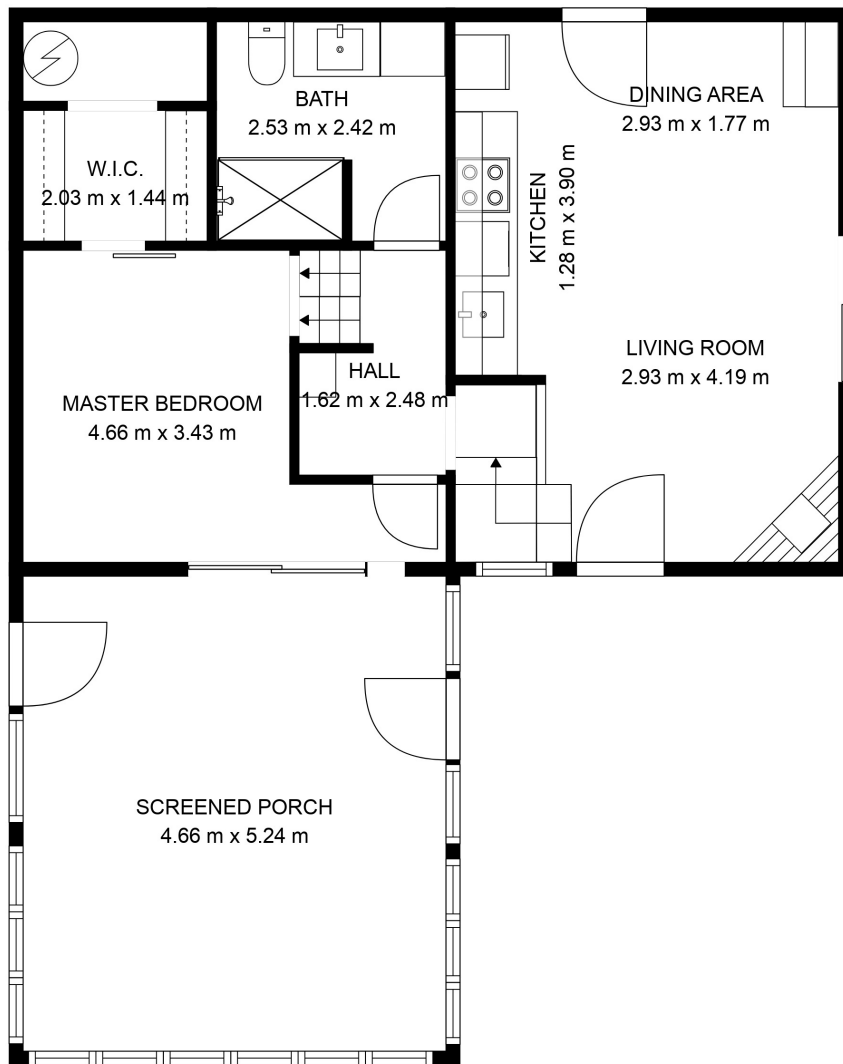 BATH
2.53 m x 2.42 m
DINING AREA
2.93 m x 1.77 m
W.I.C.
2.03 m x 1.44 m
KITCHEN
1.28 m x 3.90 m
LIVING ROOM
2.93 m x 4.19 m
HALL
1.62 m x 2.48 m
MASTER BEDROOM
4.66 m x 3.43 m
SCREENED PORCH
4.66 m x 5.24 m